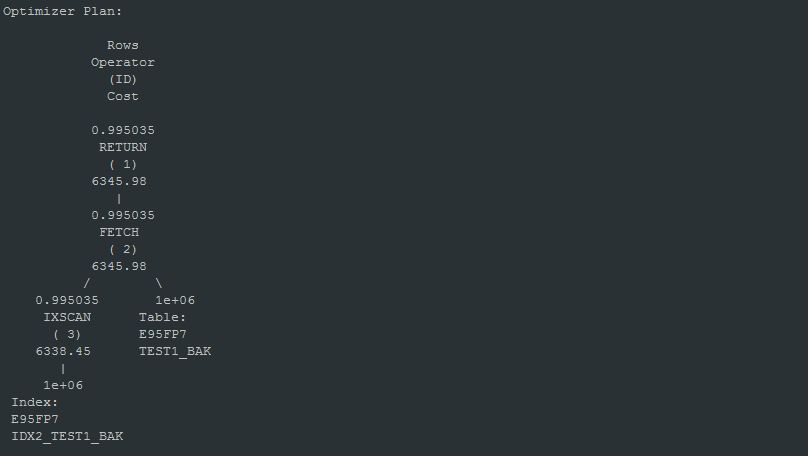 Optimizer Plan:
Rows
Operator
(ID)
Cost
0.995035
RETURN
( 1)
6345.98
|
0.995035
FETCH
( 2)
6345.98
/ \
0.995035 1e+06
IXSCAN Table:
( 3) E95FP7
6338.45 TEST1_BAK
|
1e+06
Index:
E95FP7
IDX2_TEST1_BAK